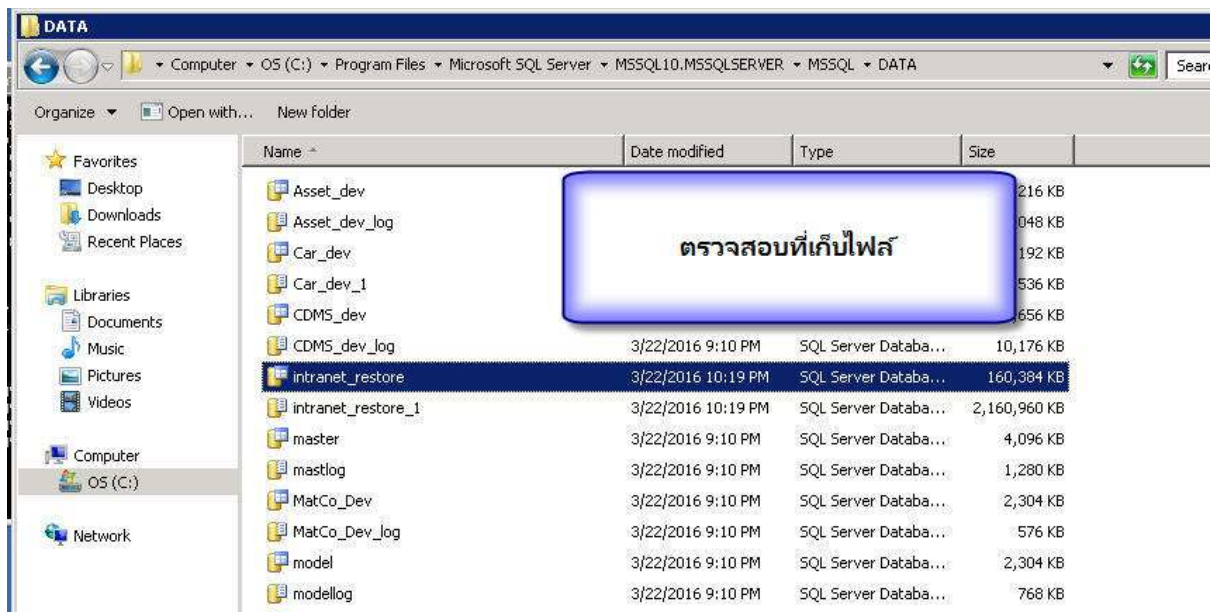 DATA
Computer OS (C:) Program Files Microsoft SQL Server MSSQL10.MSSQLSERVER MSSQL DATA
Organize Open with... New folder
Name Date modified Type Size
Favorites
Desktop
Downloads
Recent Places
Libraries
Documents
Music
Pictures
Videos
Computer
OS (C:)
Network
Asset_dev 216 KB
Asset_dev_log 048 KB
Car_dev 192 KB
Car_dev_1 536 KB
CDMS_dev 656 KB
ตรวจสอบที่เก็บไฟล์
CDMS_dev_log 3/22/2016 9:10 PM SQL Server Databa... 10,176 KB
intranet_restore 3/22/2016 10:19 PM SQL Server Databa... 160,384 KB
intranet_restore_1 3/22/2016 10:19 PM SQL Server Databa... 2,160,960 KB
master 3/22/2016 9:10 PM SQL Server Databa... 4,096 KB
mastlog 3/22/2016 9:10 PM SQL Server Databa... 1,280 KB
MatCo_Dev 3/22/2016 9:10 PM SQL Server Databa... 2,304 KB
MatCo_Dev_log 3/22/2016 9:10 PM SQL Server Databa... 576 KB
model 3/22/2016 9:10 PM SQL Server Databa... 2,304 KB
modellog 3/22/2016 9:10 PM SQL Server Databa... 768 KB